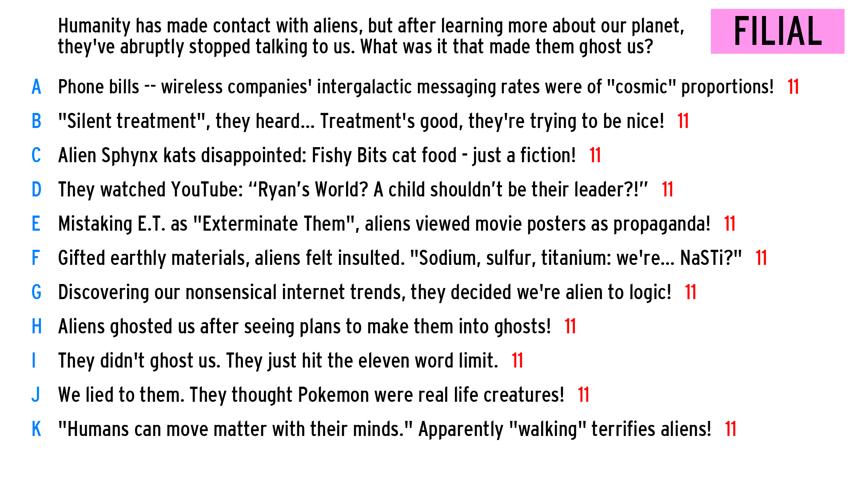 Humanity has made contact with aliens, but after learning more about our planet,
they've abruptly stopped talking to us. What was it that made them ghost us?
FILIAL
A Phone bills -- wireless companies' intergalactic messaging rates were of "cosmic" proportions! 11
B "Silent treatment", they heard... Treatment's good, they're trying to be nice! 11
C Alien Sphynx kats disappointed: Fishy Bits cat food - just a fiction! 11
D They watched YouTube: “Ryan’s World? A child shouldn’t be their leader?!” 11
E Mistaking E.T. as "Exterminate Them", aliens viewed movie posters as propaganda! 11
F Gifted earthly materials, aliens felt insulted. "Sodium, sulfur, titanium: we're... NaSTi?" 11
G Discovering our nonsensical internet trends, they decided we're alien to logic! 11
H Aliens ghosted us after seeing plans to make them into ghosts! 11
I They didn't ghost us. They just hit the eleven word limit. 11
J We lied to them. They thought Pokemon were real life creatures! 11
K "Humans can move matter with their minds." Apparently "walking" terrifies aliens! 11